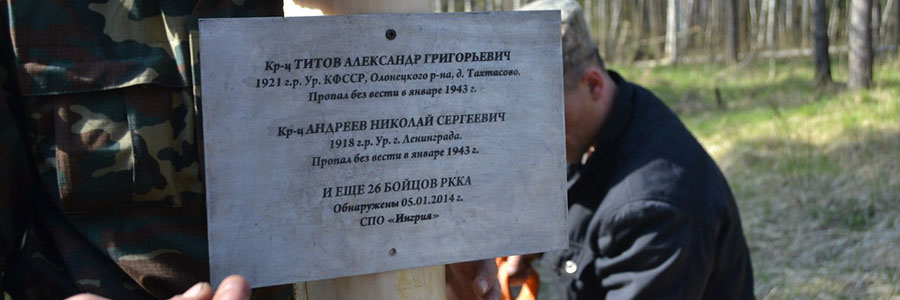 Кр-ц ТИТОВ АЛЕКСАНДР ГРИГОРЬЕВИЧ
1921 г.р. Ур. КФССР, Олонецкого р-на, д. Тахтасово.
Пропал без вести в январе 1943 г.
Кр-ц АНДРЕЕВ НИКОЛАЙ СЕРГЕЕВИЧ
1918 г.р. Ур. г. Ленинграда.
Пропал без вести в январе 1943 г.
И ЕЩЕ 26 БОЙЦОВ РККА
Обнаружены 05.01.2014 г.
СПО «Ингрия»